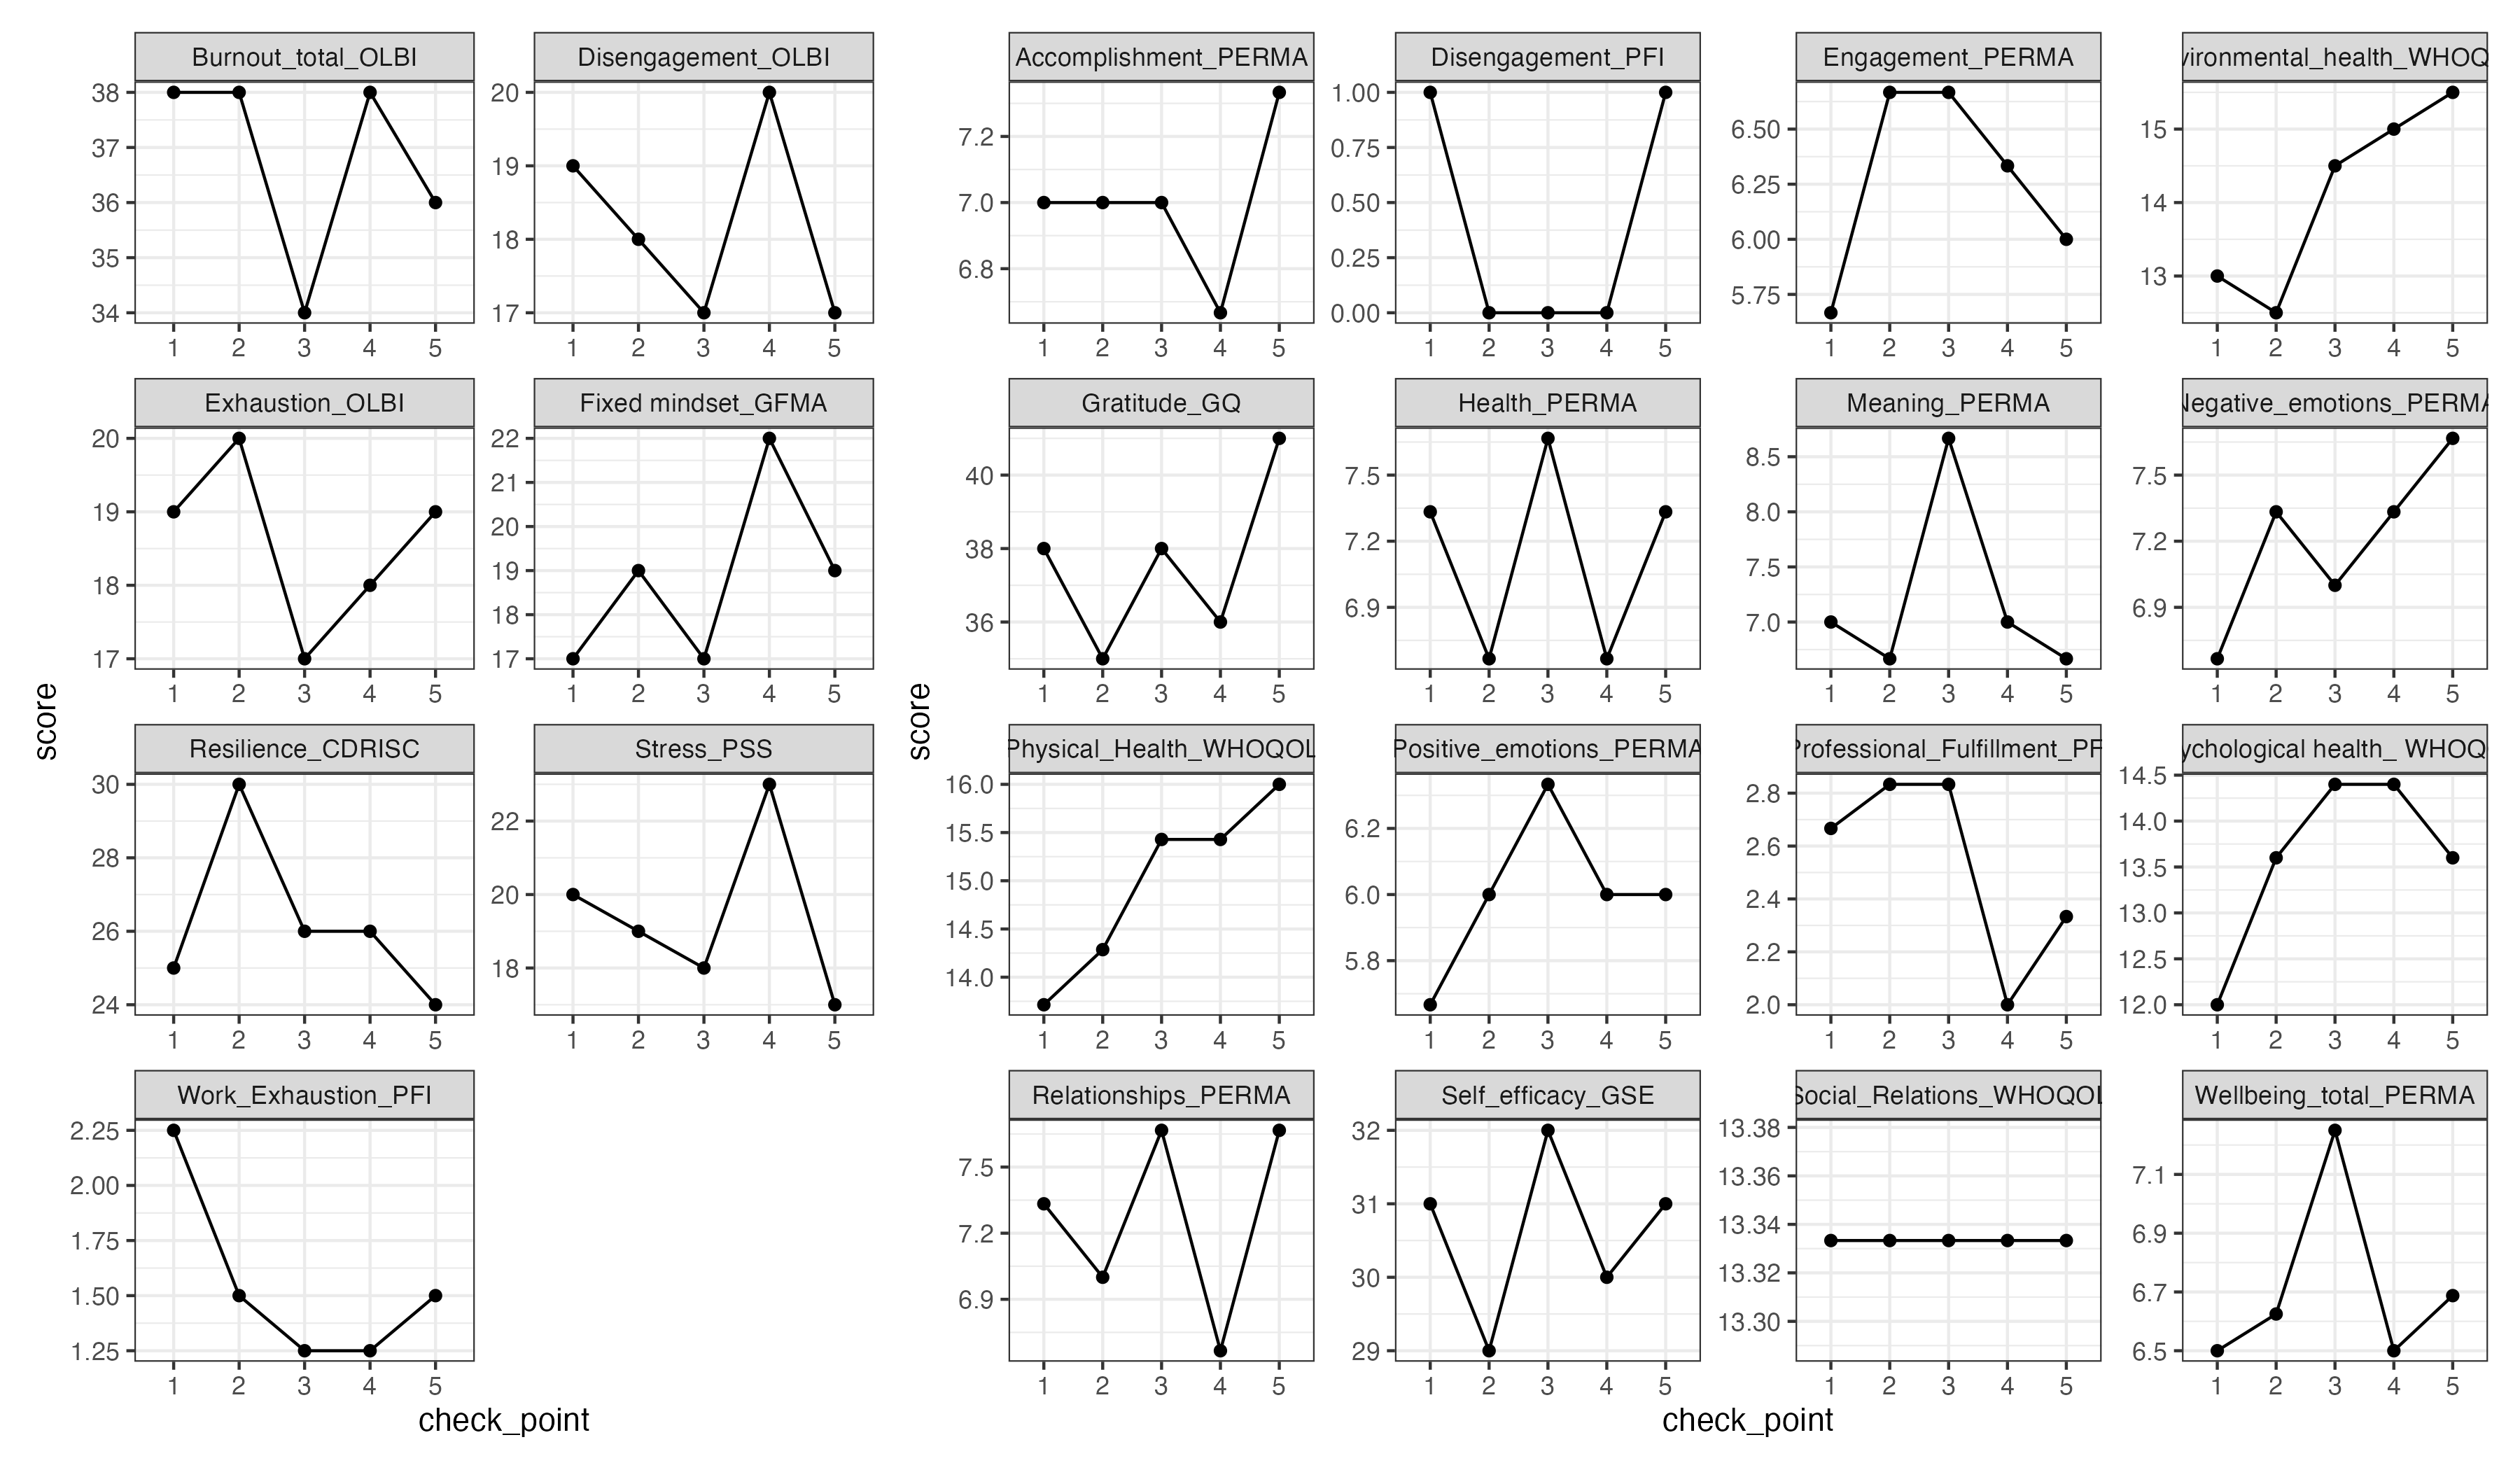 Burnout_total_OLBI
38
37
36
35
34
1 2 3 4 5
Disengagement_OLBI
20
19
18
17
1 2 3 4 5
Exhaustion_OLBI
20
19
18
17
1 2 3 4 5
Fixed mindset_GFMA
22
21
20
19
18
17
1 2 3 4 5
Resilience_CDRISC
30
28
26
24
1 2 3 4 5
Stress_PSS
22
20
18
1 2 3 4 5
Work_Exhaustion_PFI
2.25
2.00
1.75
1.50
1.25
1 2 3 4 5
score
check_point
Accomplishment_PERMA
7.2
7.0
6.8
1 2 3 4 5
Disengagement_PFI
1.00
0.75
0.50
0.25
0.00
1 2 3 4 5
Engagement_PERMA
6.50
6.25
6.00
5.75
1 2 3 4 5
vironmental_health_WHOQ
15
14
13
1 2 3 4 5
Gratitude_GQ
40
38
36
1 2 3 4 5
Health_PERMA
7.5
7.2
6.9
1 2 3 4 5
Meaning_PERMA
8.5
8.0
7.5
7.0
1 2 3 4 5
Negative_emotions_PERMA
7.5
7.2
6.9
1 2 3 4 5
Physical_Health_WHOQOL
16.0
15.5
15.0
14.5
14.0
1 2 3 4 5
Positive_emotions_PERMA
6.2
6.0
5.8
1 2 3 4 5
Professional_Fulfillment_PF
2.8
2.6
2.4
2.2
2.0
1 2 3 4 5
ychological health_ WHOQ
14.5
14.0
13.5
13.0
12.5
12.0
1 2 3 4 5
Relationships_PERMA
7.5
7.2
6.9
1 2 3 4 5
Self_efficacy_GSE
32
31
30
29
1 2 3 4 5
Social_Relations_WHOQOL
13.38
13.36
13.34
13.32
13.30
1 2 3 4 5
Wellbeing_total_PERMA
7.1
6.9
6.7
6.5
1 2 3 4 5
score
check_point